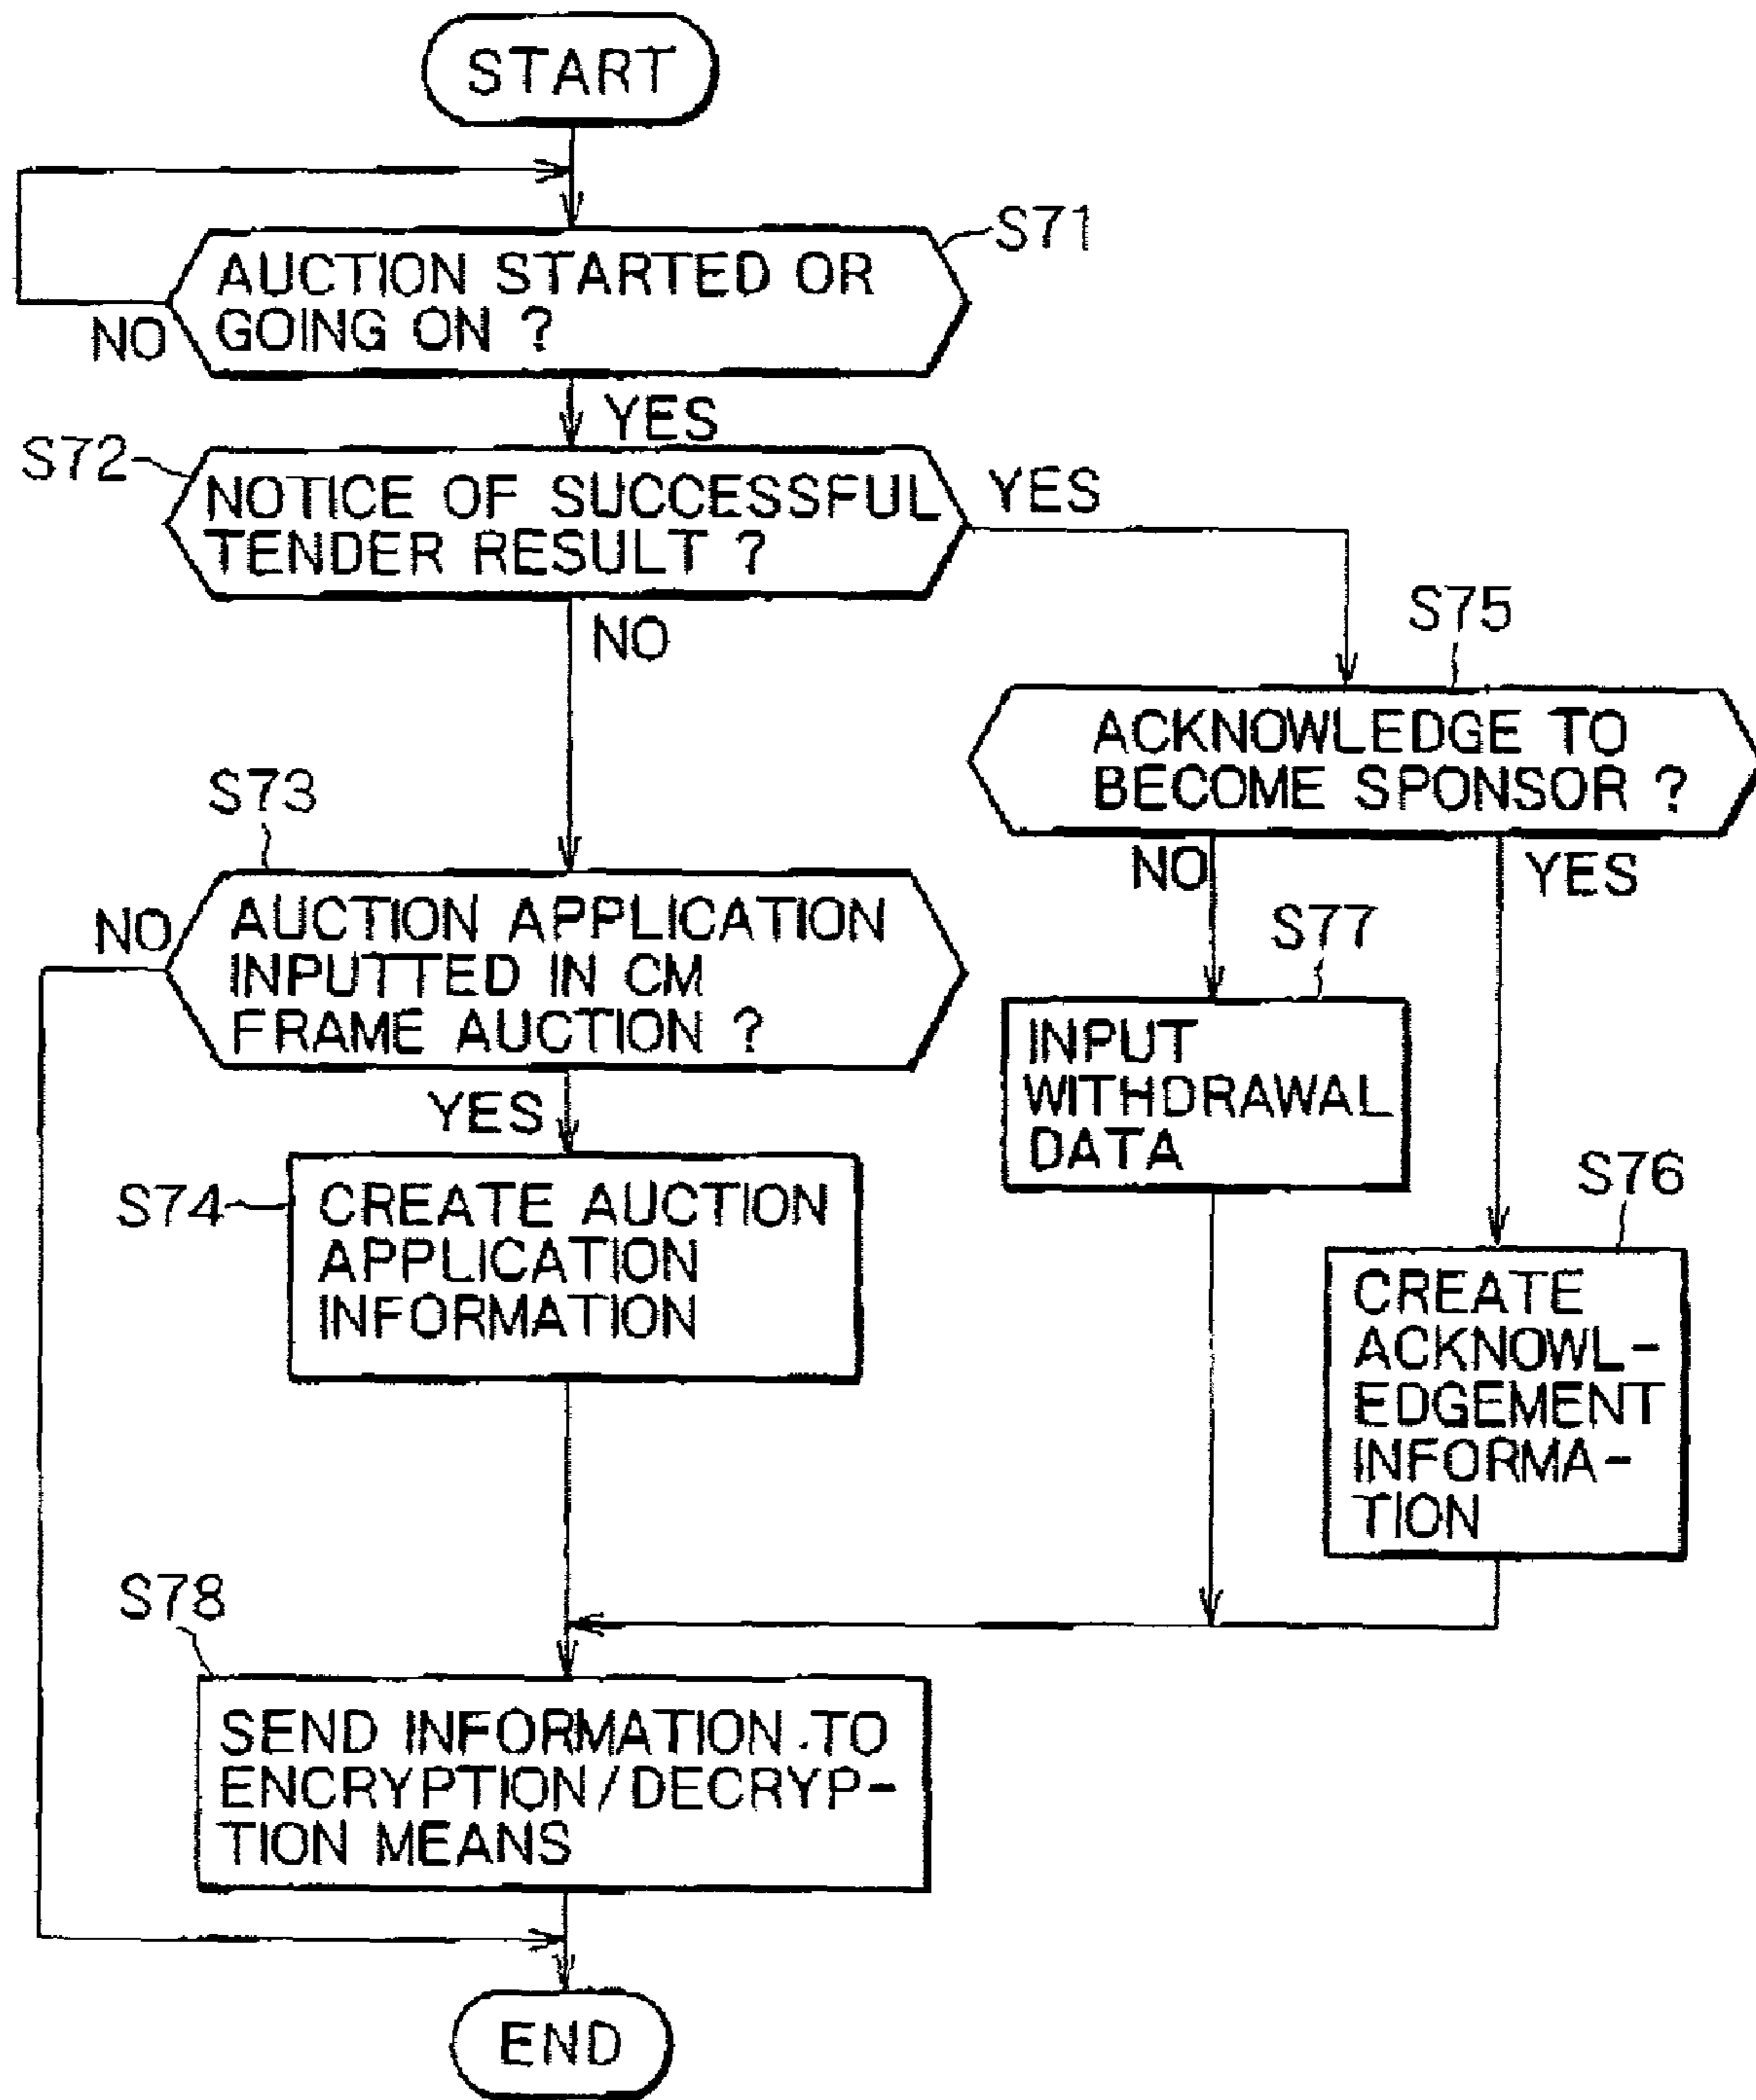 START
S71
AUCTION STARTED OR
GOING ON ?
NO
YES
S72
NOTICE OF SUCCESSFUL
TENDER RESULT ?
YES
NO
S75
ACKNOWLEDGE TO
BECOME SPONSOR ?
NO
YES
S73
NO
AUCTION APPLICATION
INPUTTED IN CM
FRAME AUCTION ?
YES
S77
INPUT
WITHDRAWAL
DATA
S74
CREATE AUCTION
APPLICATION
INFORMATION
S76
CREATE
ACKNOWL-
EDGEMENT
INFORMA-
TION
S78
SEND INFORMATION TO
ENCRYPTION/DECRYP-
TION MEANS
END